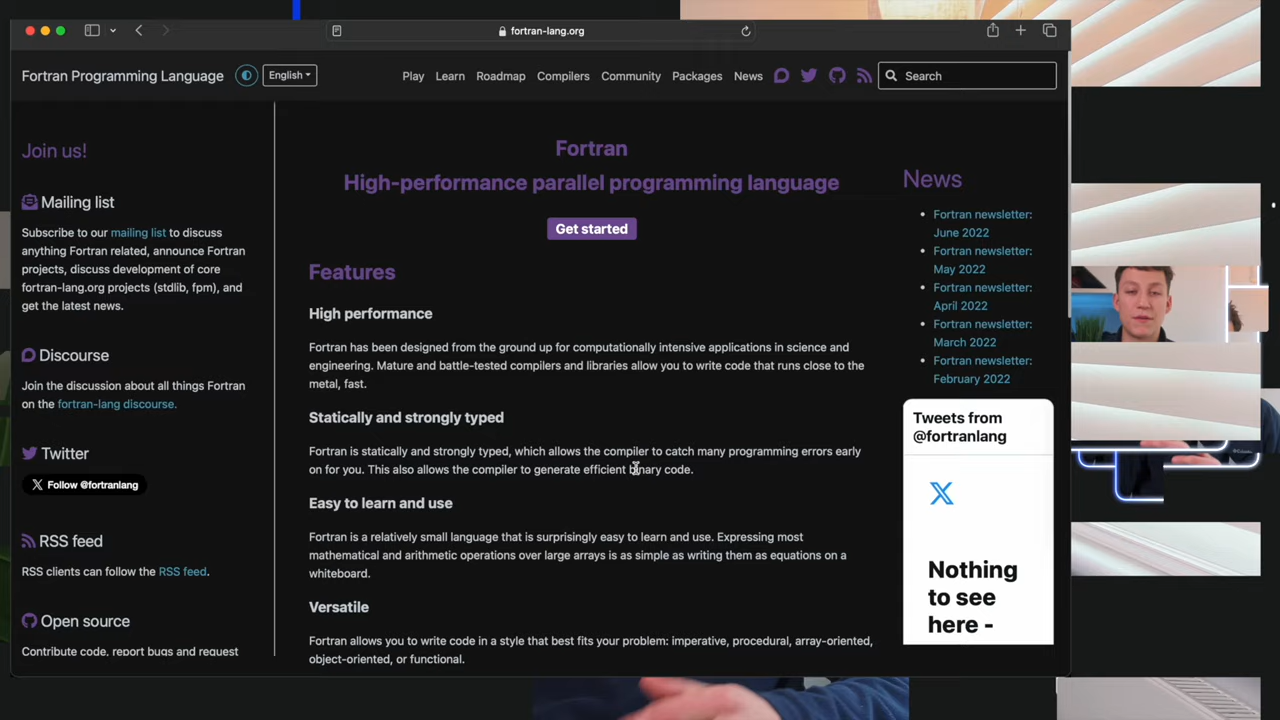 fortran-lang.org
Fortran Programming Language
English
Play
Learn
Roadmap
Compilers
Community
Packages
News
Search
Join us!
Mailing list
Subscribe to our mailing list to discuss
anything Fortran related, announce Fortran
projects, discuss development of core
fortran-lang.org projects (stdlib, fpm), and
get the latest news.
Discourse
Join the discussion about all things Fortran
on the fortran-lang discourse.
Twitter
Follow @fortranlang
RSS feed
RSS clients can follow the RSS feed.
Open source
Contribute code, report bugs and request
Fortran
High-performance parallel programming language
Get started
Features
High performance
Fortran has been designed from the ground up for computationally intensive applications in science and
engineering. Mature and battle-tested compilers and libraries allow you to write code that runs close to the
metal, fast.
Statically and strongly typed
Fortran is statically and strongly typed, which allows the compiler to catch many programming errors early
on for you. This also allows the compiler to generate efficient binary code.
Easy to learn and use
Fortran is a relatively small language that is surprisingly easy to learn and use. Expressing most
mathematical and arithmetic operations over large arrays is as simple as writing them as equations on a
whiteboard.
Versatile
Fortran allows you to write code in a style that best fits your problem: imperative, procedural, array-oriented,
object-oriented, or functional.
News
Fortran newsletter:
June 2022
Fortran newsletter:
May 2022
Fortran newsletter:
April 2022
Fortran newsletter:
March 2022
Fortran newsletter:
February 2022
Tweets from
@fortranlang
Nothing
to see
here -